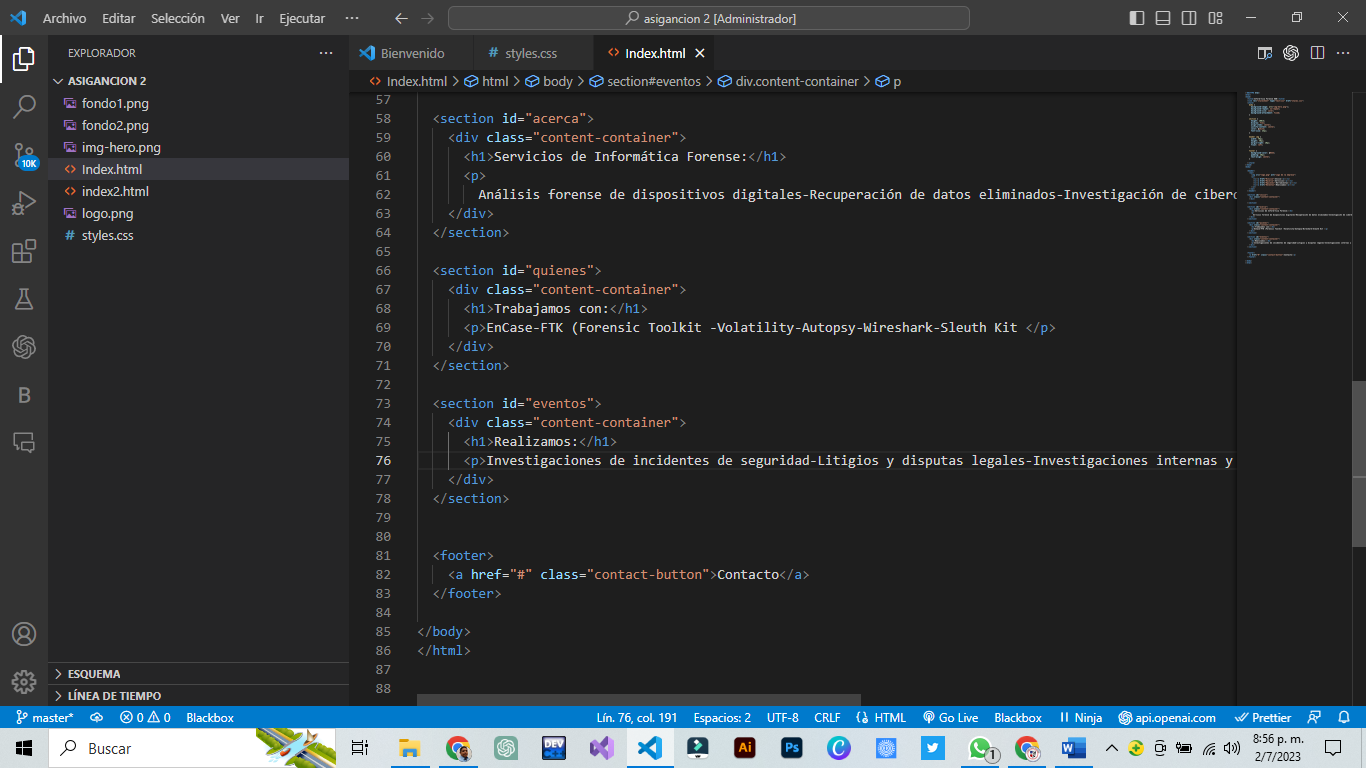 Archivo Editar Selección Ver Ir Ejecutar ··· asigancion 2 [Administrador]
EXPLORADOR ···
ASIGANCION 2
fondo1.png
fondo2.png
img-hero.png
Index.html
index2.html
logo.png
styles.css
10K
B
ESQUEMA
LÍNEA DE TIEMPO
Bienvenido styles.css Index.html
Index.html > html > body > section#eventos > div.content-container > p
57
58 <section id="acerca">
59 <div class="content-container">
60 <h1>Servicios de Informática Forense:</h1>
61 <p>
62 Análisis forense de dispositivos digitales-Recuperación de datos eliminados-Investigación de ciberd
63 </div>
64 </section>
65
66 <section id="quienes">
67 <div class="content-container">
68 <h1>Trabajamos con:</h1>
69 <p>EnCase-FTK (Forensic Toolkit -Volatility-Autopsy-Wireshark-Sleuth Kit </p>
70 </div>
71 </section>
72
73 <section id="eventos">
74 <div class="content-container">
75 <h1>Realizamos:</h1>
76 <p>Investigaciones de incidentes de seguridad-Litigios y disputas legales-Investigaciones internas y
77 </div>
78 </section>
79
80
81 <footer>
82 <a href="#" class="contact-button">Contacto</a>
83 </footer>
84
85 </body>
86 </html>
87
88
master* 0 0 Blackbox Lín. 76, col. 191 Espacios: 2 UTF-8 CRLF HTML Go Live Blackbox Ninja api.openai.com Prettier
Buscar DEV Ai Ps 1 W 8:56 p. m.
2/7/2023